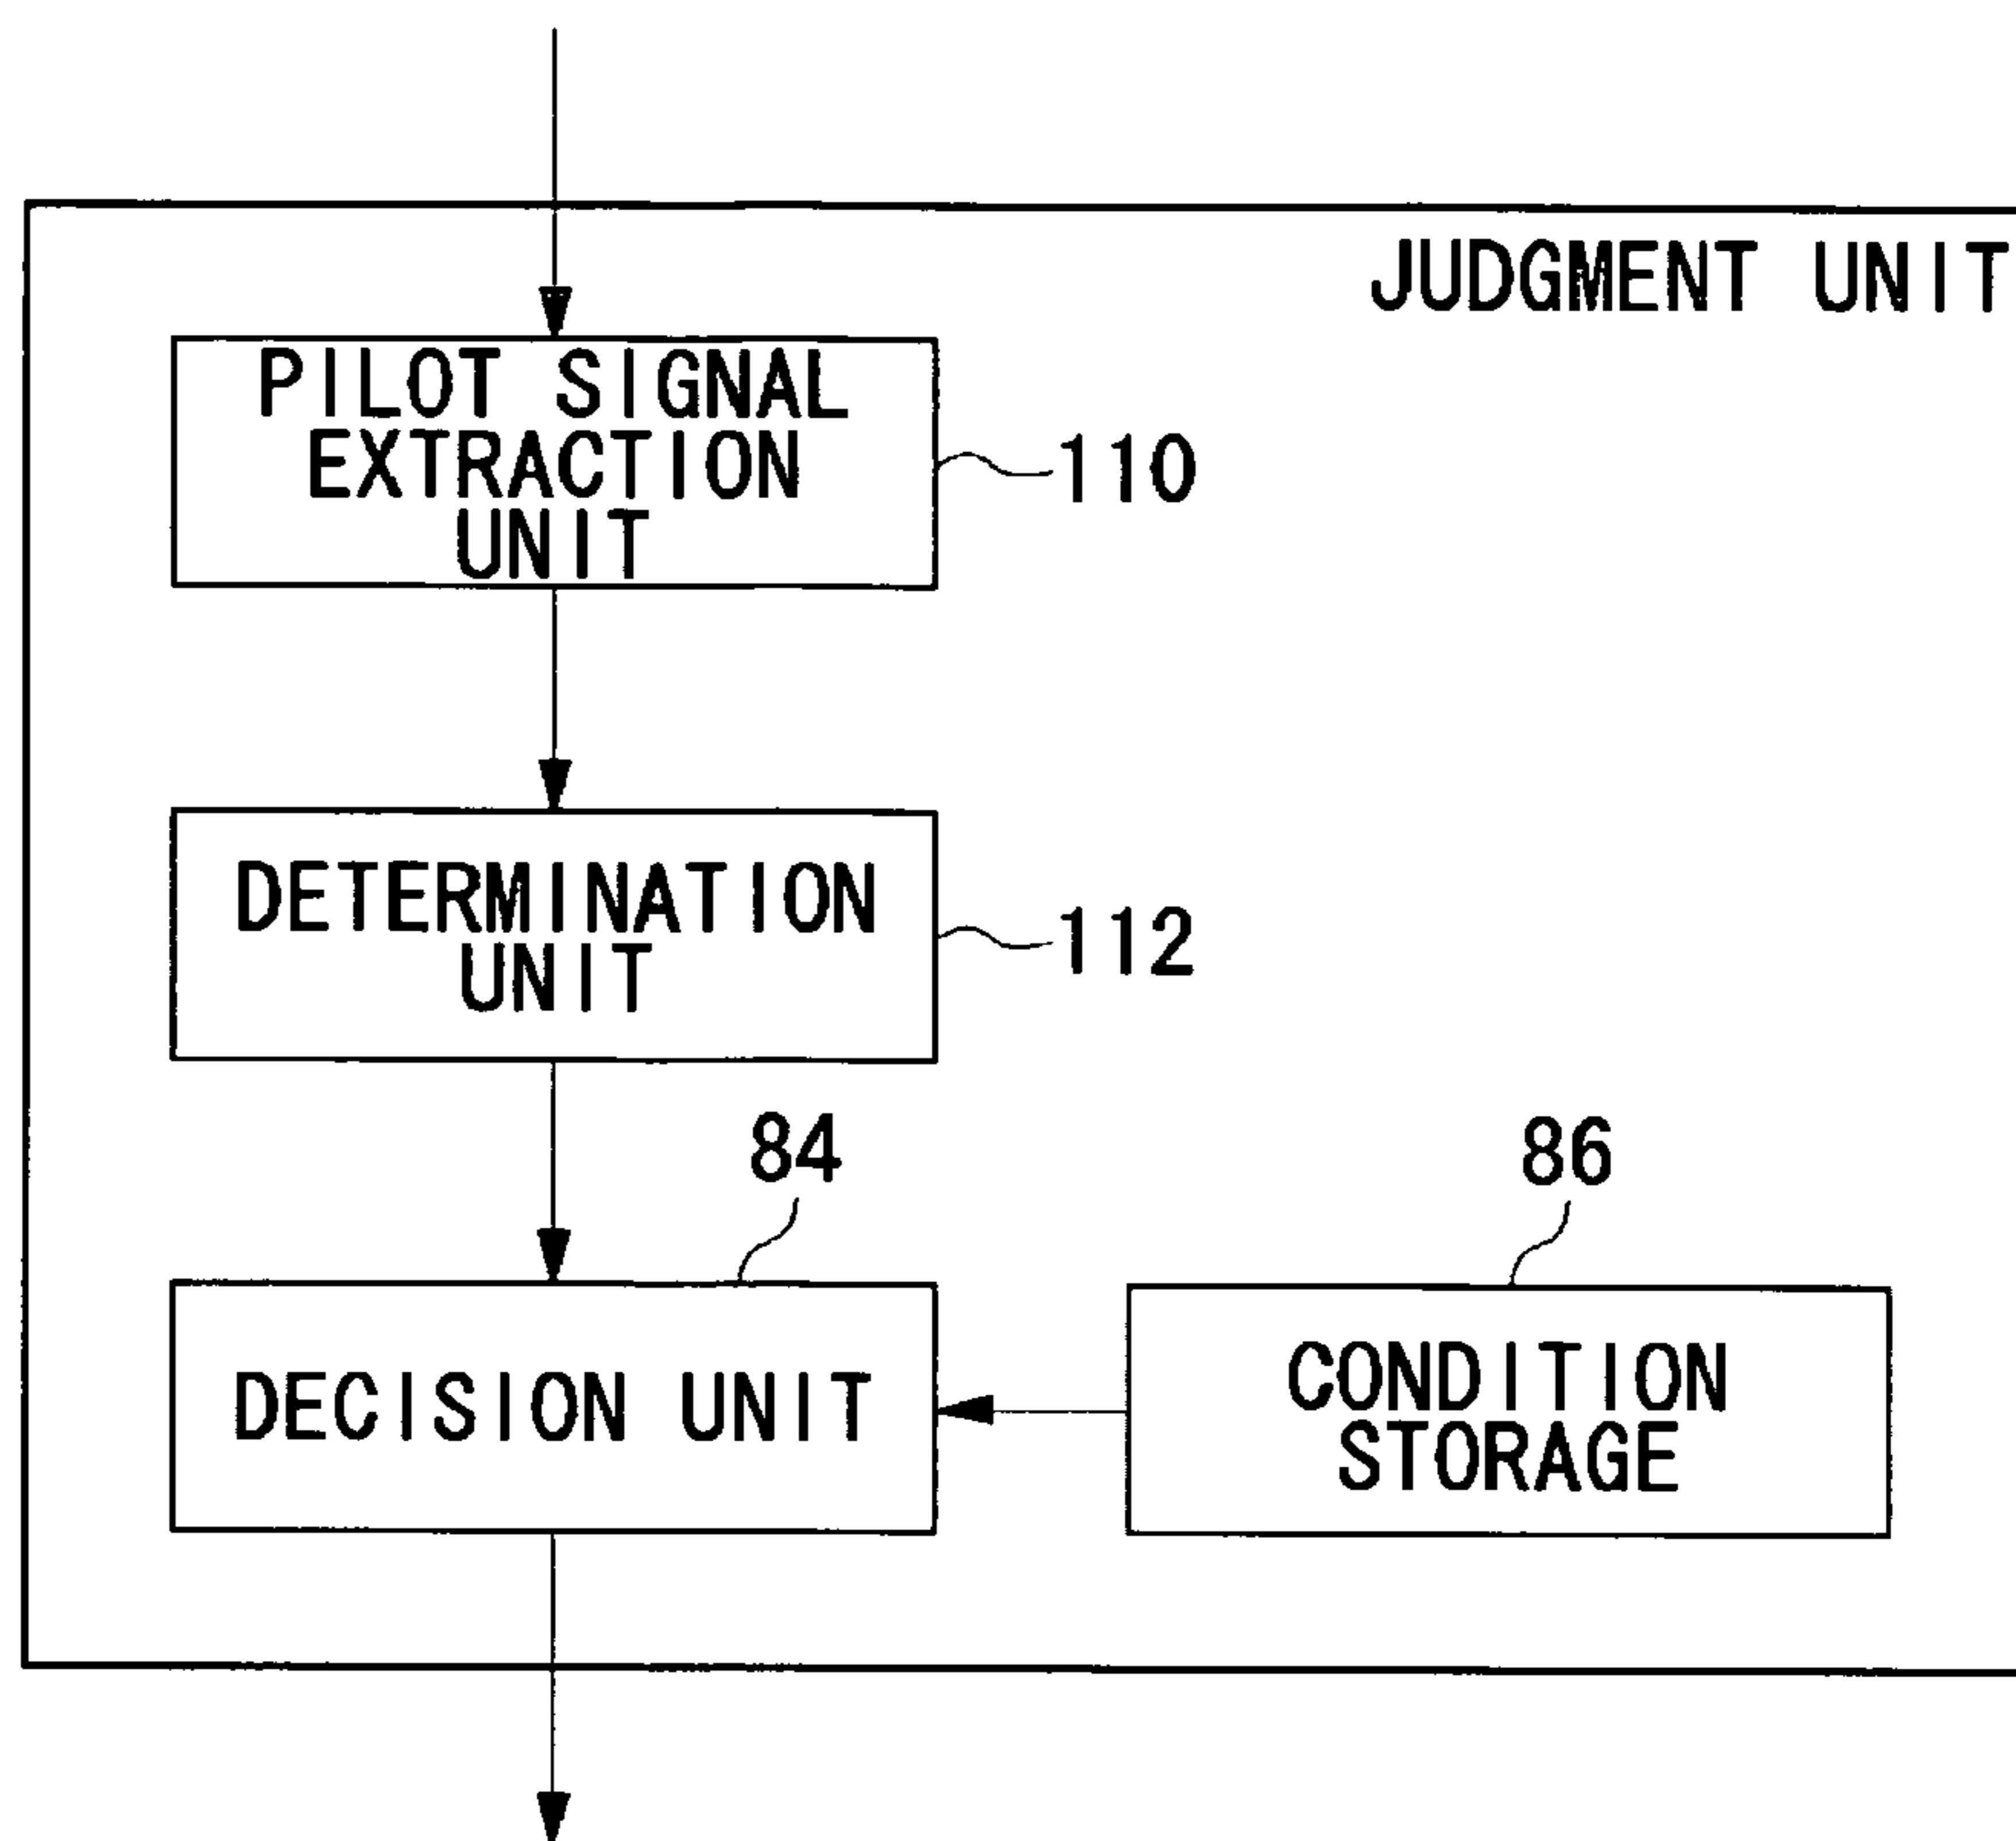 JUDGMENT UNIT
PILOT SIGNAL
EXTRACTION
UNIT
110
DETERMINATION
UNIT
112
84
86
DECISION UNIT
CONDITION
STORAGE